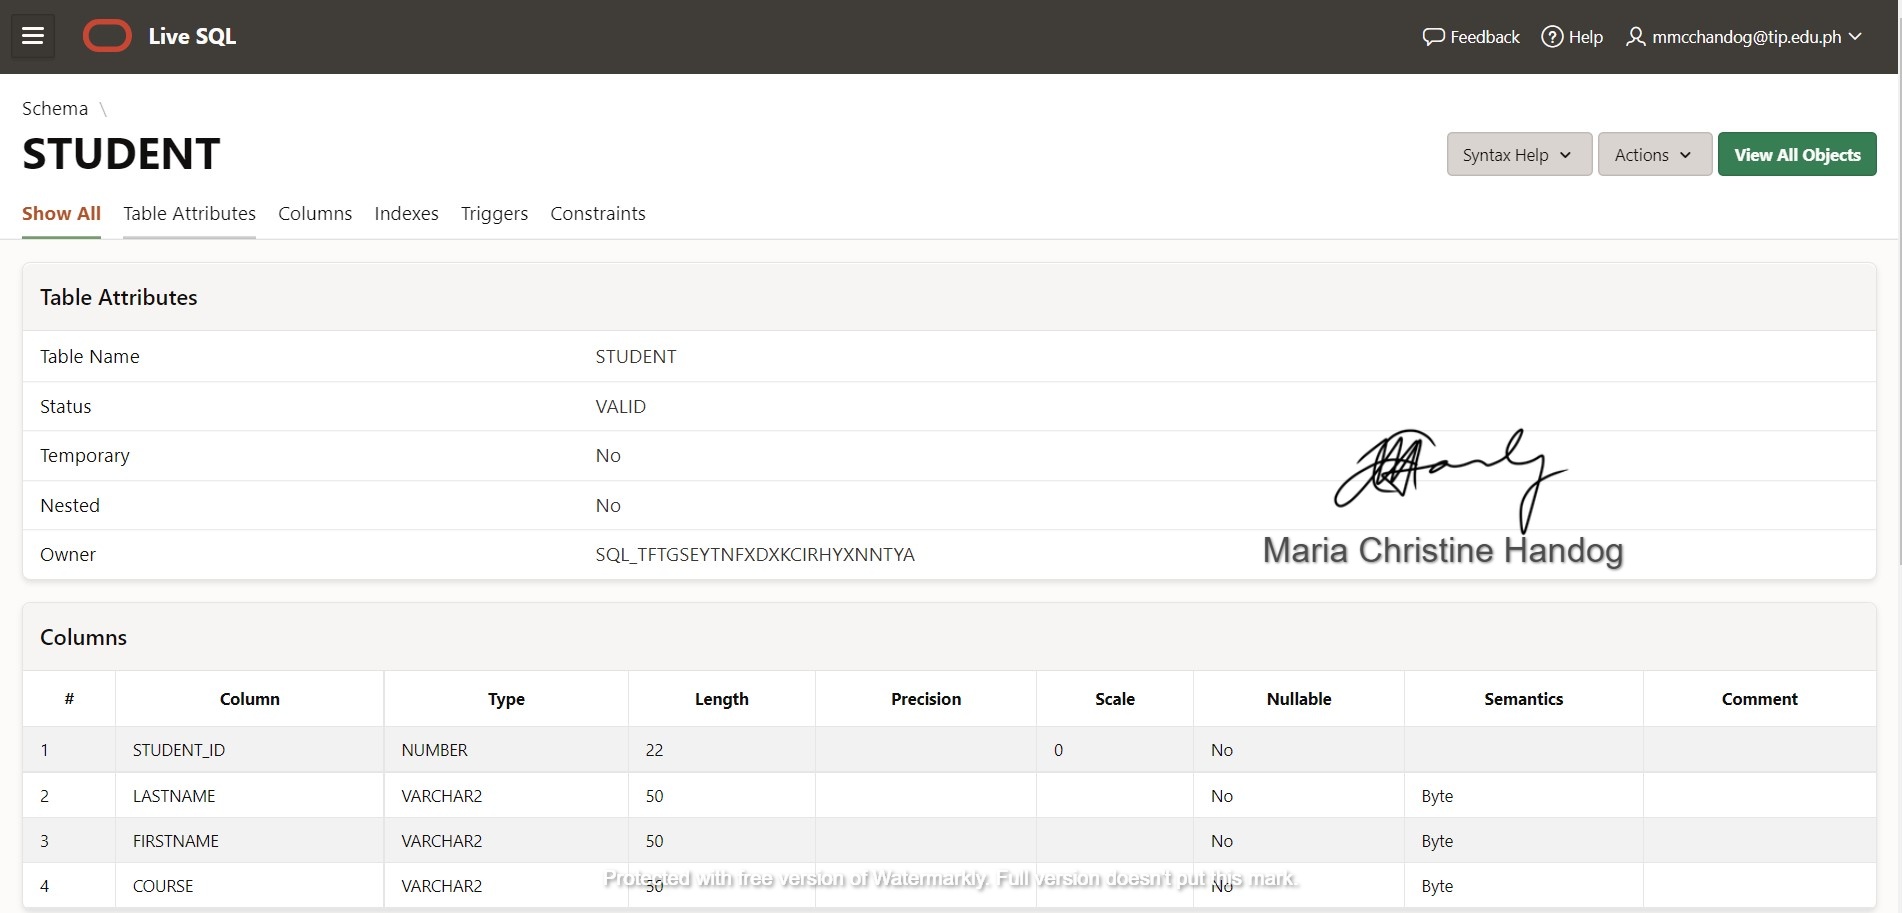 Live SQL
Feedback Help mmcchandog@tip.edu.ph
Schema \
STUDENT
Syntax Help Actions View All Objects
Show All Table Attributes Columns Indexes Triggers Constraints
Table Attributes
Table Name STUDENT
Status VALID
Temporary No
Nested No
Owner SQL_TFTGSEYTNFXDXKCIRHYXNNTYA
Maria Christine Handog
Columns
# Column Type Length Precision Scale Nullable Semantics Comment
1 STUDENT_ID NUMBER 22 0 No
2 LASTNAME VARCHAR2 50 No Byte
3 FIRSTNAME VARCHAR2 50 No Byte
4 COURSE VARCHAR2 50 No Byte
Protected with free version of Watermarkly. Full version doesn't put this mark.